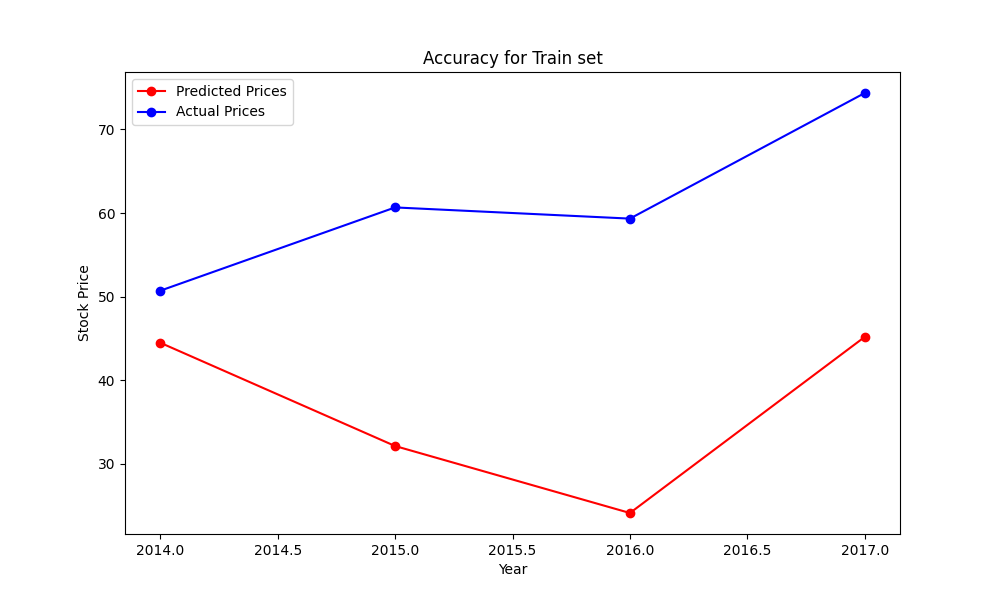 Accuracy for Train set
Predicted Prices
Actual Prices
70
60
50
40
30
Stock Price
2014.0 2014.5 2015.0 2015.5 2016.0 2016.5 2017.0
Year